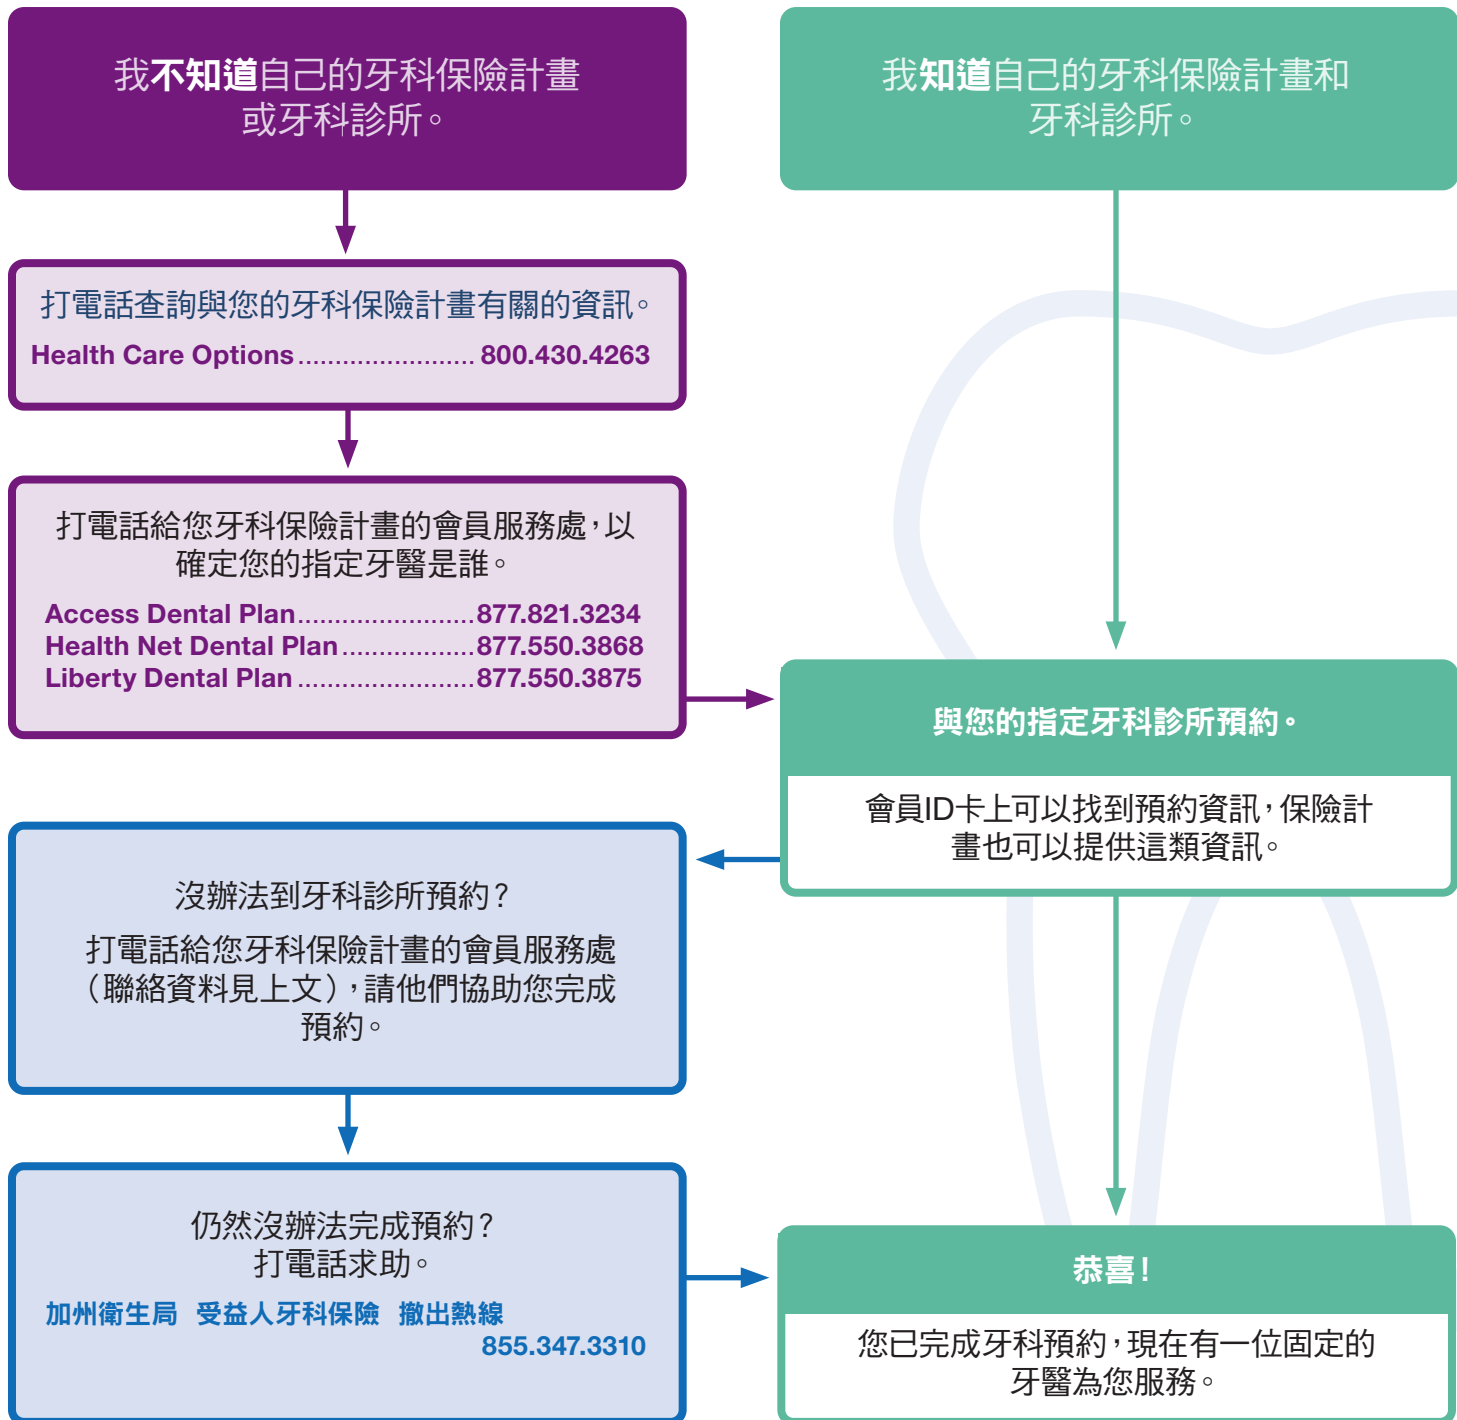 我不知道自己的牙科保險計畫
或牙科診所。
我知道自己的牙科保險計畫和
牙科診所。
打電話查詢與您的牙科保險計畫有關的資訊。
Health Care Options........................ 800.430.4263
打電話給您牙科保險計畫的會員服務處，以
確定您的指定牙醫是誰。
Access Dental Plan........................877.821.3234
Health Net Dental Plan..................877.550.3868
Liberty Dental Plan........................877.550.3875
與您的指定牙科診所預約。
會員ID卡上可以找到預約資訊，保險計
畫也可以提供這類資訊。
沒辦法到牙科診所預約？
打電話給您牙科保險計畫的會員服務處
（聯絡資料見上文），請他們協助您完成
預約。
仍然沒辦法完成預約？
打電話求助。
加州衛生局 受益人牙科保險 撤出熱線
855.347.3310
恭喜！
您已完成牙科預約，現在有一位固定的
牙醫為您服務。